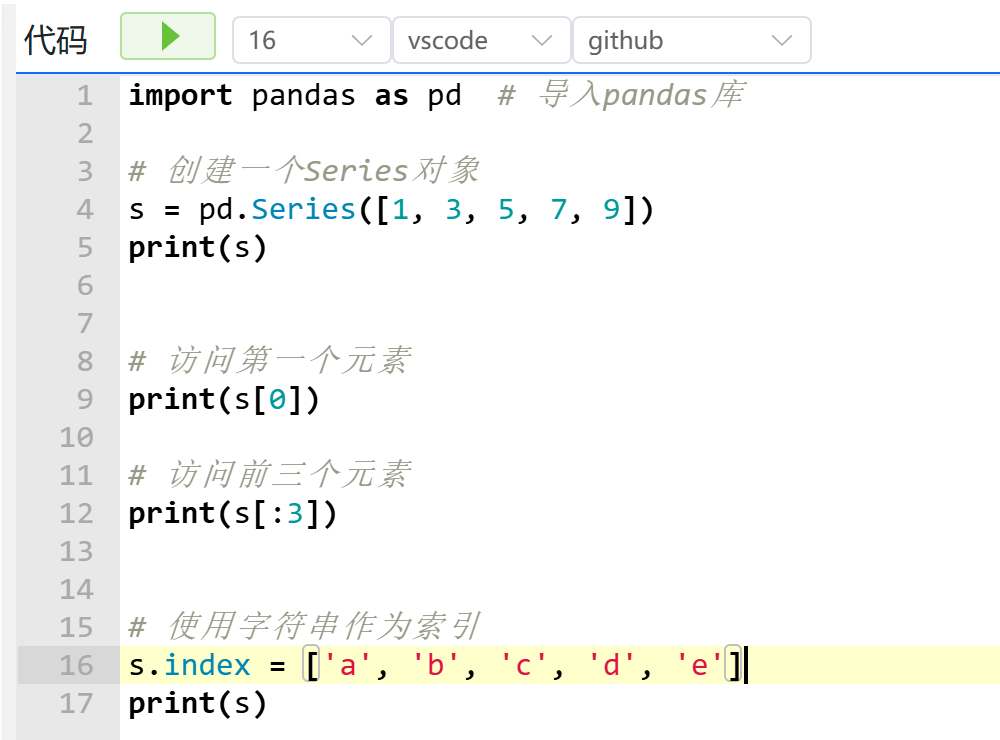 代码 16 vscode github
1 import pandas as pd  # 导入pandas库
2
3 # 创建一个Series对象
4 s = pd.Series([1, 3, 5, 7, 9])
5 print(s)
6
7
8 # 访问第一个元素
9 print(s[0])
10
11 # 访问前三个元素
12 print(s[:3])
13
14
15 # 使用字符串作为索引
16 s.index = ['a', 'b', 'c', 'd', 'e']
17 print(s)